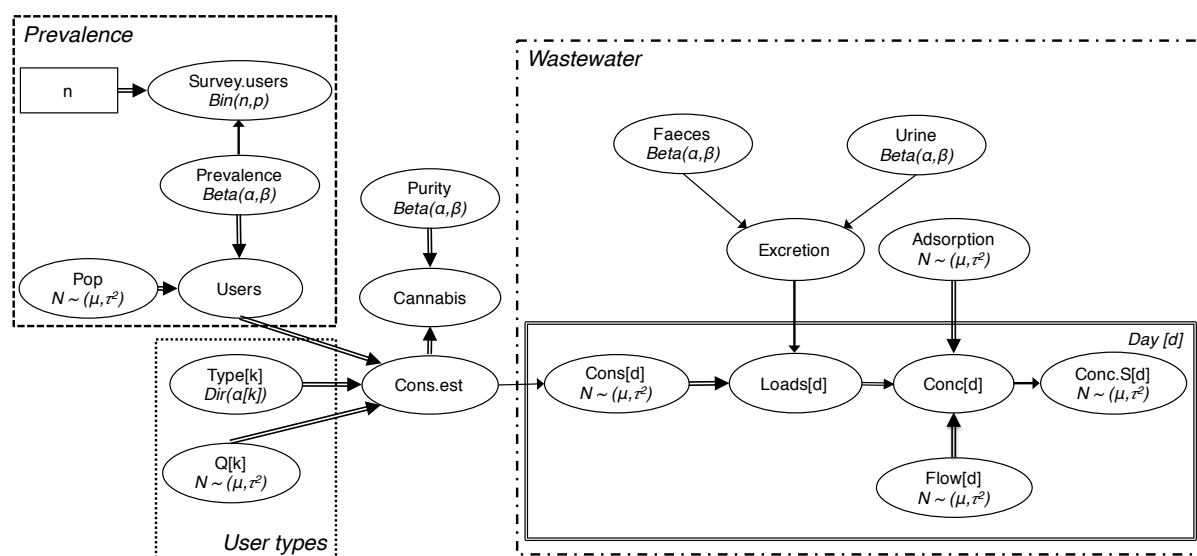 Prevalence
n
Survey.users
Bin(n,p)
Prevalence
Beta(α,β)
Pop
N ~ (μ,τ²)
Users
Purity
Beta(α,β)
Cannabis
Type[k]
Dir(α[k])
Cons.est
Q[k]
N ~ (μ,τ²)
User types
Wastewater
Faeces
Beta(α,β)
Urine
Beta(α,β)
Excretion
Adsorption
N ~ (μ,τ²)
Day [d]
Cons[d]
N ~ (μ,τ²)
Loads[d]
Conc[d]
Conc.S[d]
N ~ (μ,τ²)
Flow[d]
N ~ (μ,τ²)